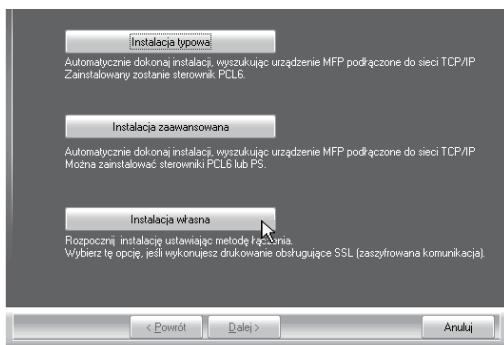 Instalacja typowa
Automatycznie dokonaj instalacji, wyszukując urządzenie MFP podłączone do sieci TCP/IP
Zainstalowany zostanie sterownik PCL6.
Instalacja zaawansowana
Automatycznie dokonaj instalacji, wyszukując urządzenie MFP podłączone do sieci TCP/IP
Można zainstalować sterowniki PCL6 lub PS.
Instalacja własna
Rozpocznij instalację ustawiając metodę łączenia.
Wybierz tę opcję, jeśli wykonujesz drukowanie obsługujące SSL (zaszyfrowana komunikacja).
< Powrót
Dalej >
Anuluj